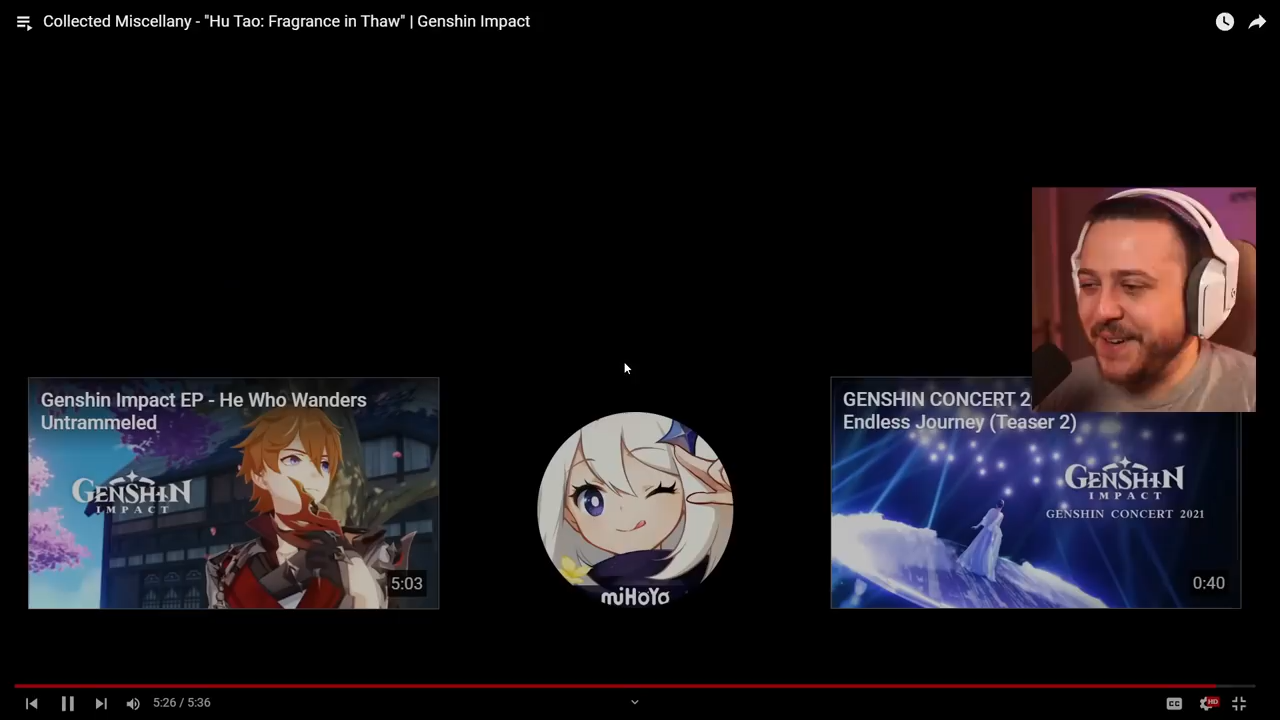 Collected Miscellany - "Hu Tao: Fragrance in Thaw" | Genshin Impact
Genshin Impact EP - He Who Wanders
Untrammeled
GENSHIN
IMPACT
5:03
miHoYo
GENSHIN CONCERT 2
Endless Journey (Teaser 2)
GENSHIN
IMPACT
GENSHIN CONCERT 2021
0:40
5:26 / 5:36
CC
HD